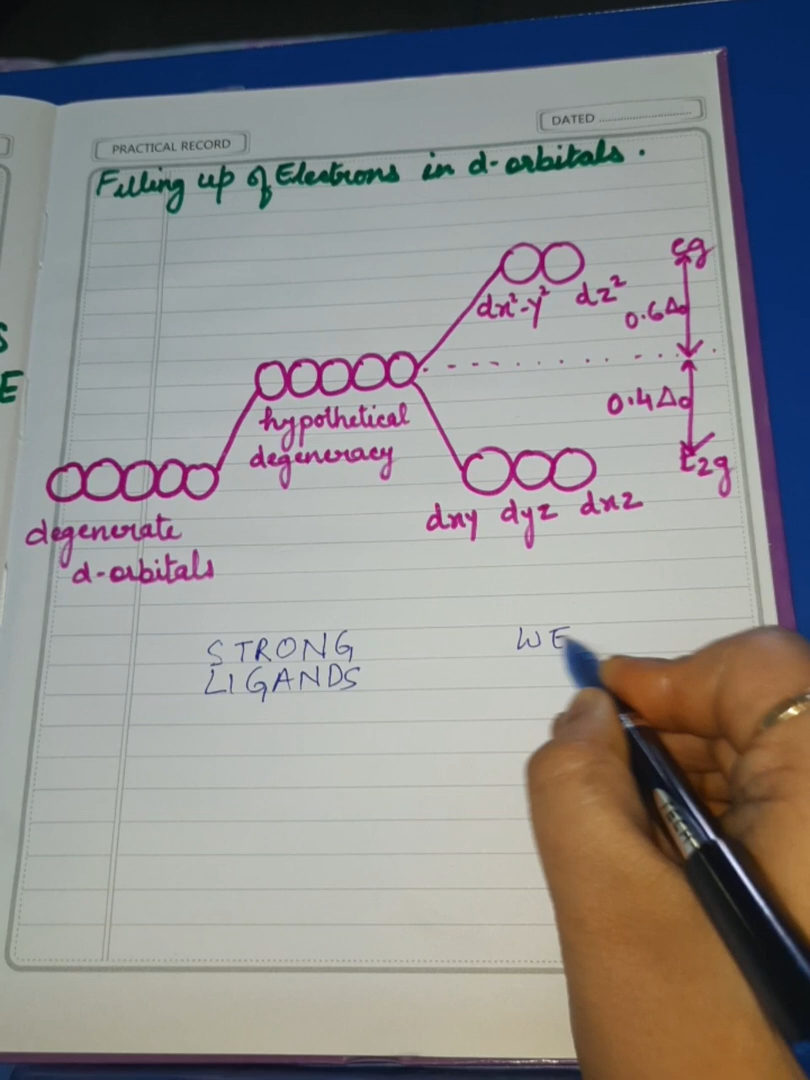 PRACTICAL RECORD
DATED
Filling up of Electrons in d-orbitals.
eg
dx²-y² dz²
0.6Δo
hypothetical
degeneracy
0.4Δo
t2g
dxy dyz dxz
degenerate
d-orbitals
STRONG
LIGANDS
WE
S
E